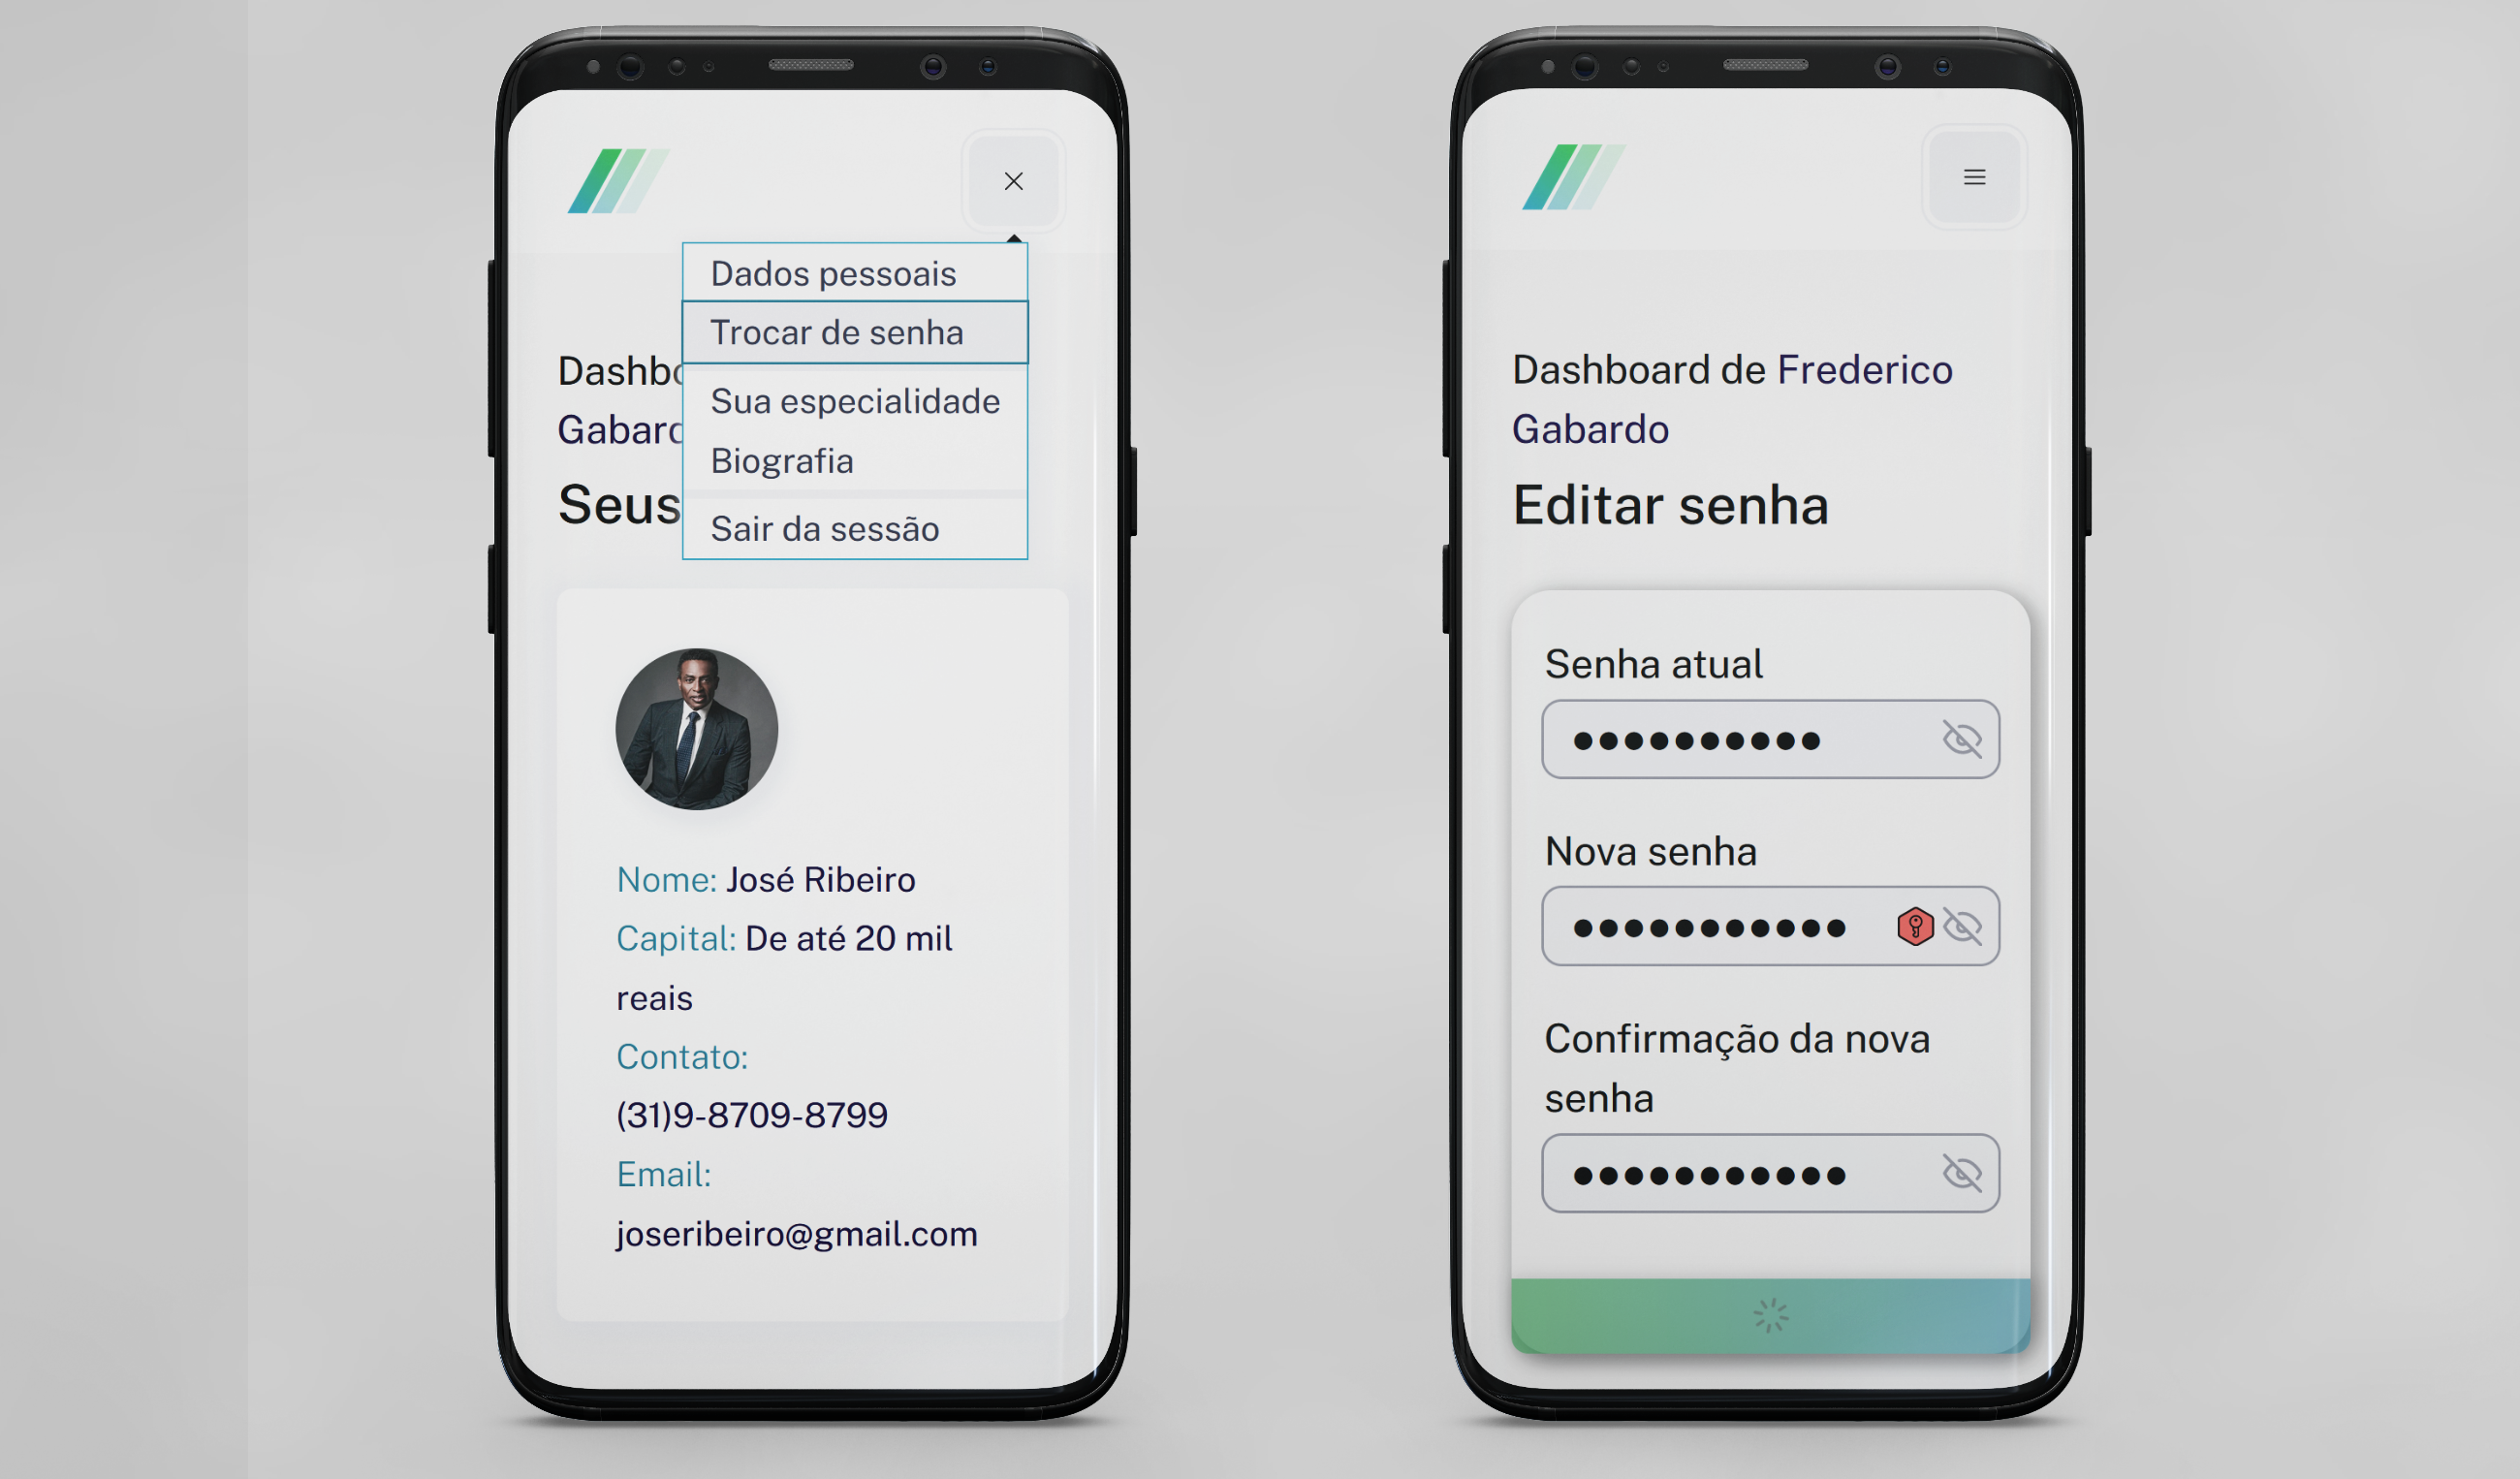 Dados pessoais
Trocar de senha
Sua especialidade
Biografia
Sair da sessão
Gabard
Seus
Nome: José Ribeiro
Capital: De até 20 mil
reais
Contato:
(31)9-8709-8799
Email:
joseribeiro@gmail.com
Dashboard de Frederico
Gabardo
Editar senha
Senha atual
Nova senha
Confirmação da nova
senha